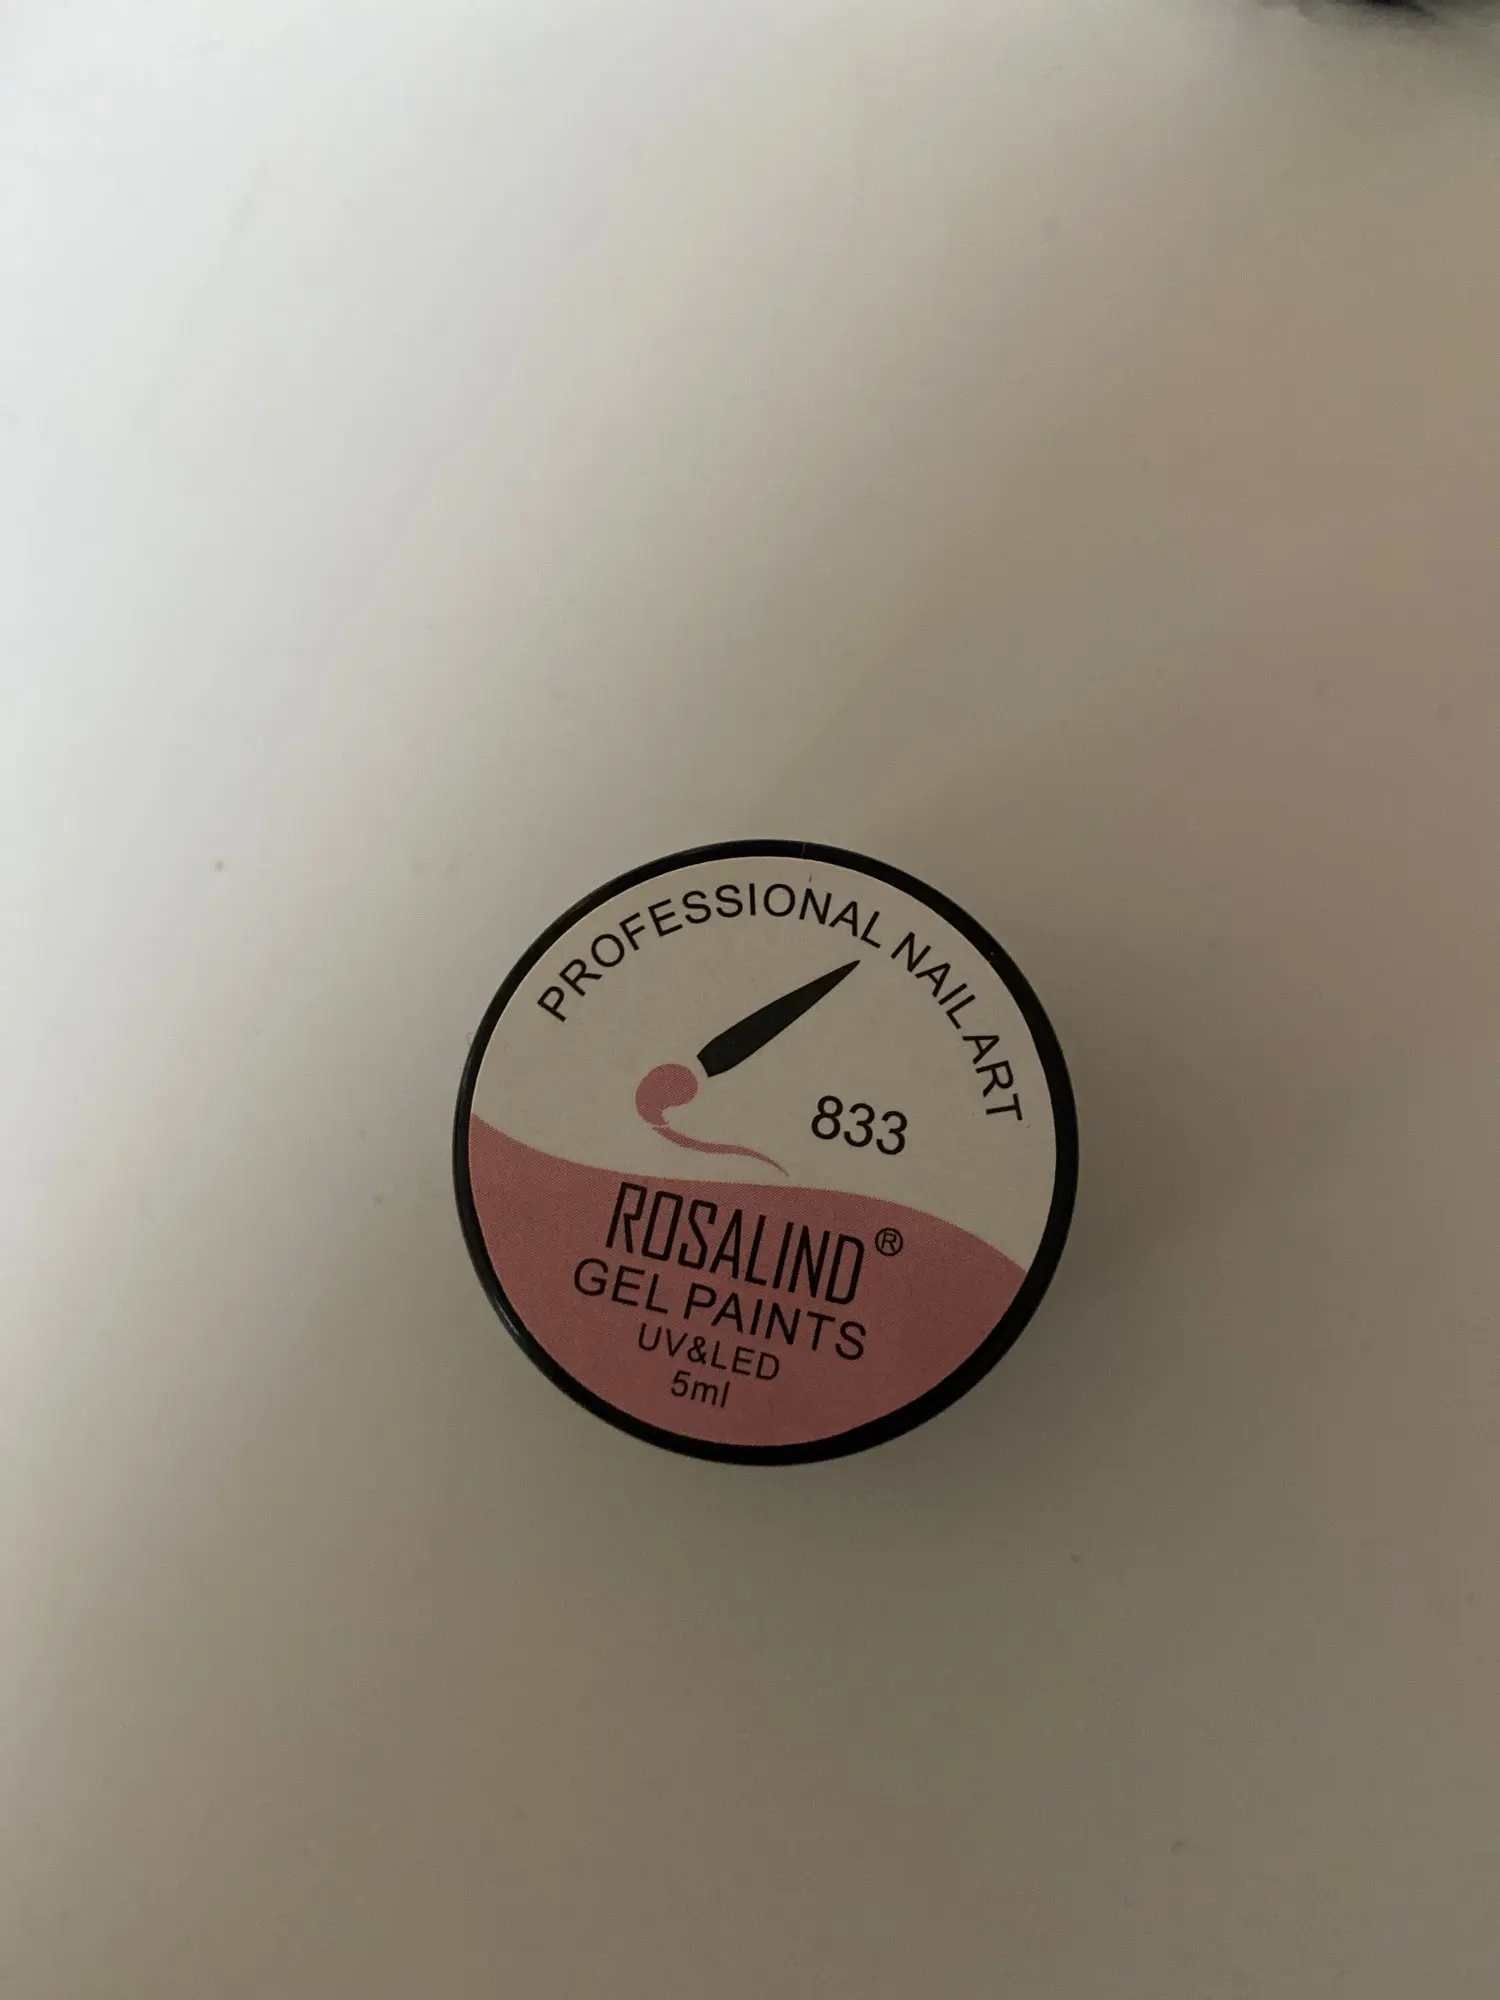 PROFESSIONAL NAIL ART
833
ROSALIND®
GEL PAINTS
UV&LED
5ml